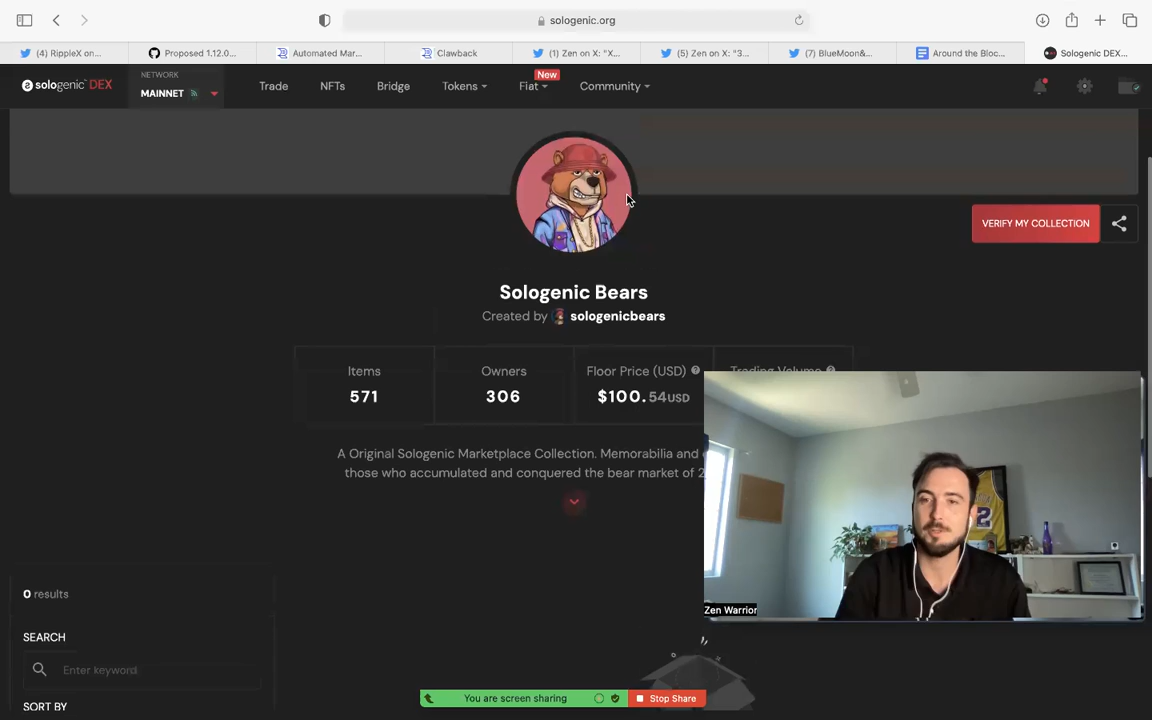 sologenic.org
(4) RippleX on...
Proposed 1.12.0...
Automated Mar...
Clawback
(1) Zen on X: "X...
(5) Zen on X: "3...
(7) BlueMoon&...
Around the Bloc...
Sologenic DEX...
sologenic DEX
NETWORK
MAINNET
Trade
NFTs
Bridge
Tokens
New
Fiat
Community
VERIFY MY COLLECTION
Sologenic Bears
Created by sologenicbears
Items
571
Owners
306
Floor Price (USD)
$100.54USD
Trading Volume
A Original Sologenic Marketplace Collection. Memorabilia and
those who accumulated and conquered the bear market of 2
0 results
SEARCH
Enter keyword
SORT BY
Zen Warrior
You are screen sharing
Stop Share